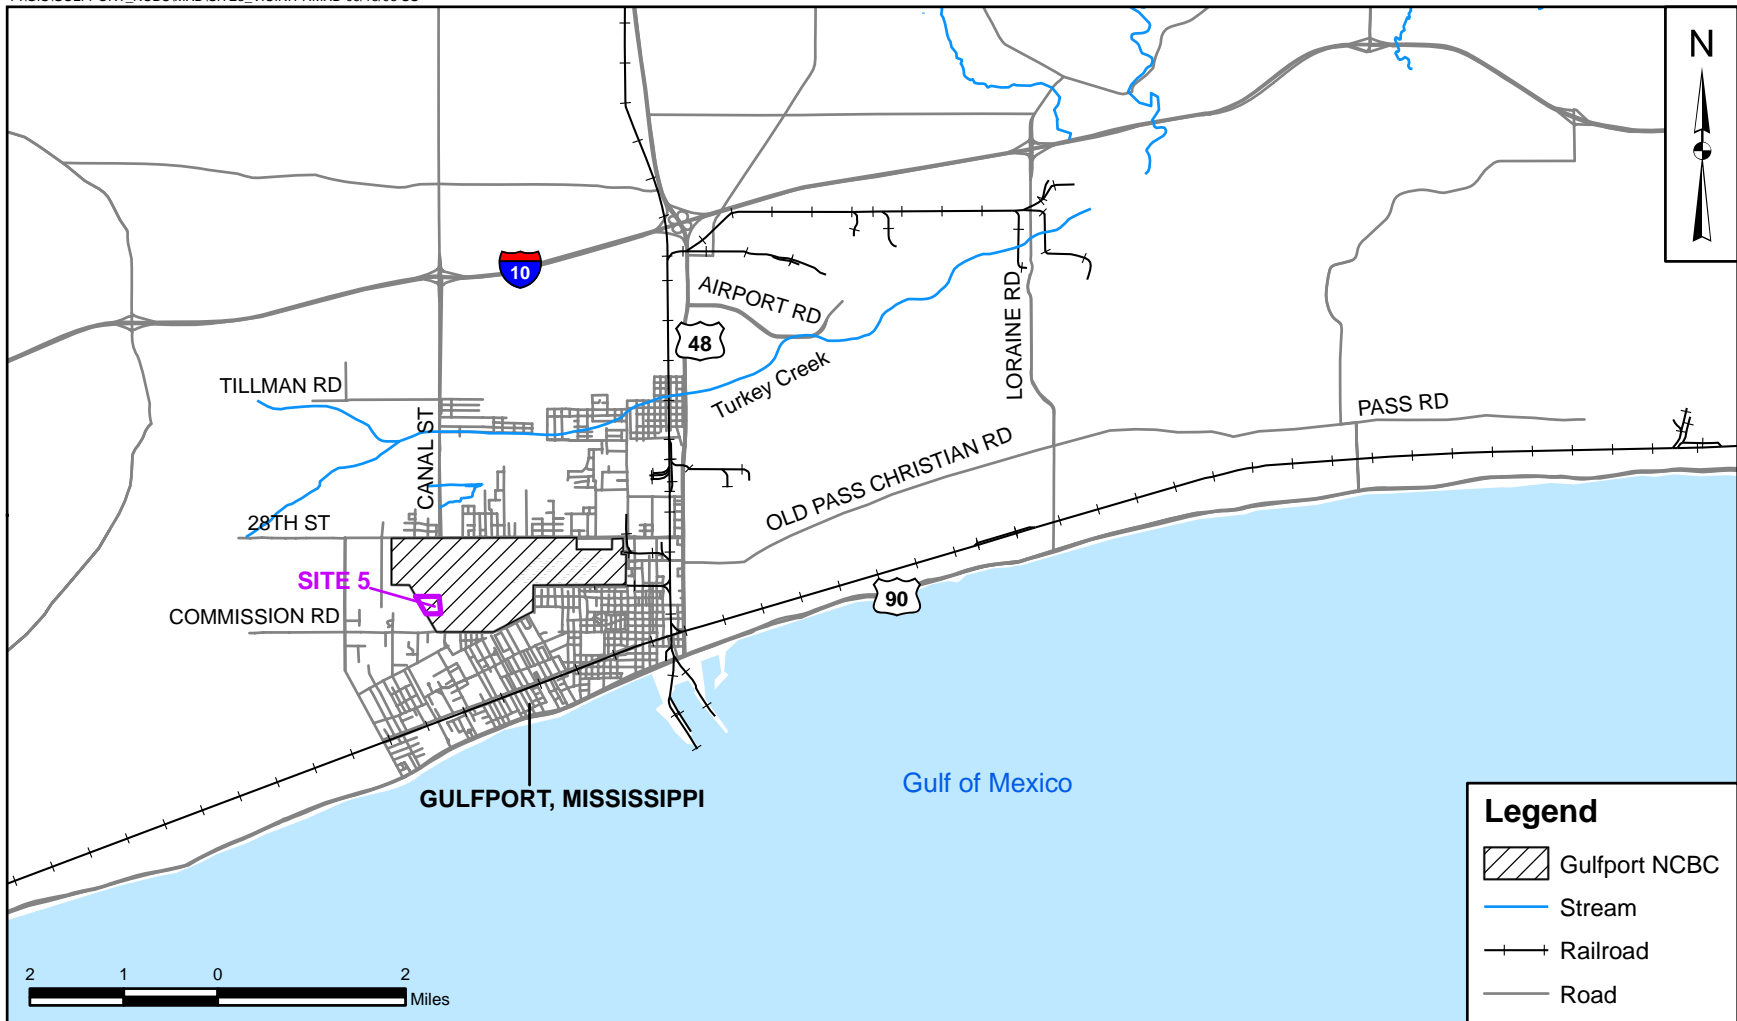 N
10
AIRPORT RD
48
LORAINE RD
TILLMAN RD
Turkey Creek
CANAL ST
PASS RD
OLD PASS CHRISTIAN RD
28TH ST
SITE 5
90
COMMISSION RD
Gulf of Mexico
GULFPORT, MISSISSIPPI
Legend
Gulfport NCBC
Stream
Railroad
Road
2 1 0 2
Miles